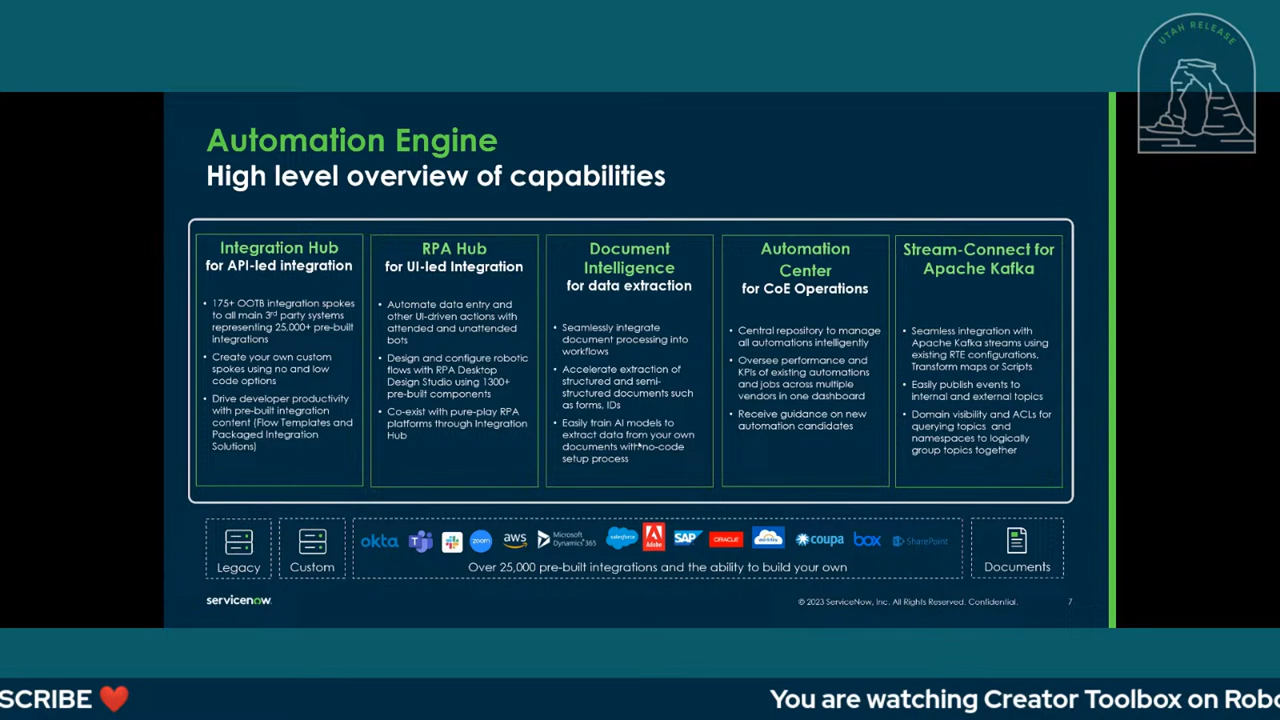 UTAH RELEASE
Automation Engine
High level overview of capabilities
Integration Hub
for API-led integration
• 175+ OOTB integration spokes
to all main 3rd party systems
representing 25,000+ pre-built
integrations
• Create your own custom
spokes using no and low
code options
• Drive developer productivity
with pre-built integration
content (Flow Templates and
Packaged Integration
Solutions)
RPA Hub
for UI-led Integration
• Automate data entry and
other UI-driven actions with
attended and unattended
bots
• Design and configure robotic
flows with RPA Desktop
Design Studio using 1300+
pre-built components
• Co-exist with pure-play RPA
platforms through Integration
Hub
Document
Intelligence
for data extraction
• Seamlessly integrate
document processing into
workflows
• Accelerate extraction of
structured and semi-
structured documents such
as forms, IDs
• Easily train AI models to
extract data from your own
documents with no-code
setup process
Automation
Center
for CoE Operations
• Central repository to manage
all automations intelligently
• Oversee performance and
KPIs of existing automations
and jobs across multiple
vendors in one dashboard
• Receive guidance on new
automation candidates
Stream-Connect for
Apache Kafka
• Seamless integration with
Apache Kafka streams using
existing RTE configurations,
Transform maps or Scripts
• Easily publish events to
internal and external topics
• Domain visibility and ACLs for
querying topics and
namespaces to logically
group topics together
Legacy
Custom
okta
zoom
aws
Microsoft
Dynamics 365
salesforce
Adobe
SAP
ORACLE
workday
coupa
box
SharePoint
Over 25,000 pre-built integrations and the ability to build your own
Documents
servicenow
© 2023 ServiceNow, Inc. All Rights Reserved. Confidential.
7
SCRIBE ❤️
You are watching Creator Toolbox on Robo